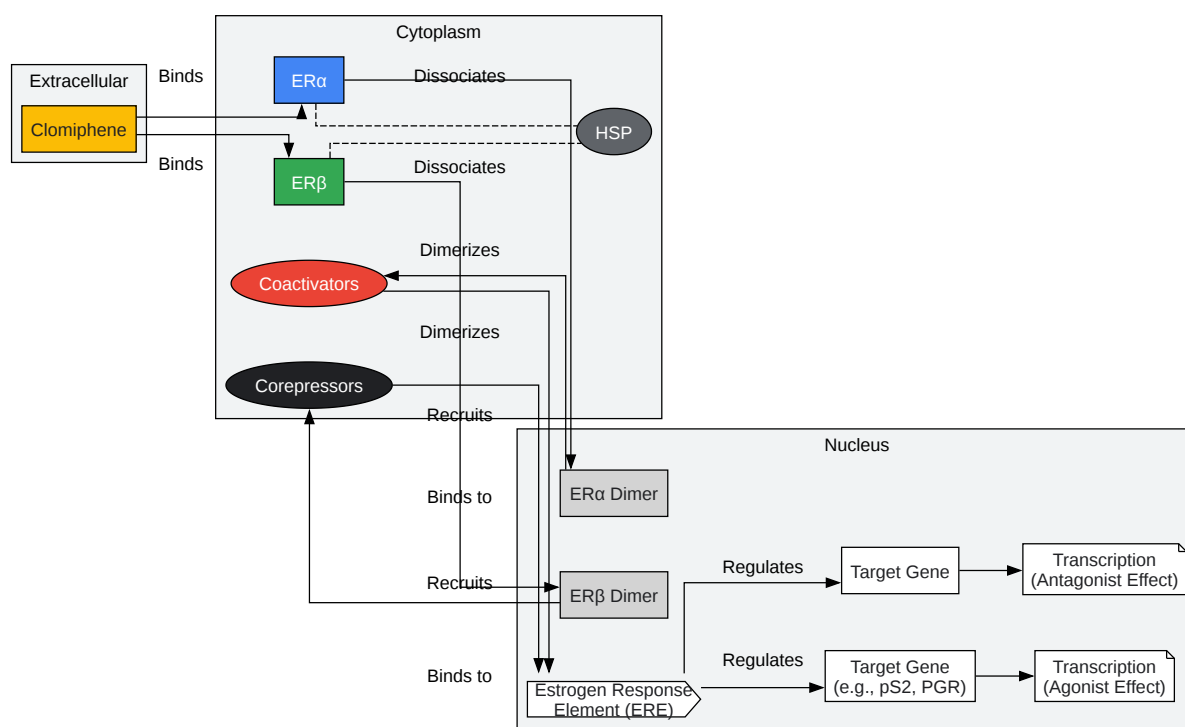 Cytoplasm
Extracellular
Clomiphene
Binds
Binds
ERα
Dissociates
HSP
ERβ
Dissociates
Dimerizes
Coactivators
Dimerizes
Corepressors
Recruits
Nucleus
ERα Dimer
Binds to
Recruits
ERβ Dimer
Regulates
Target Gene
Transcription
(Antagonist Effect)
Binds to
Estrogen Response
Element (ERE)
Regulates
Target Gene
(e.g., pS2, PGR)
Transcription
(Agonist Effect)